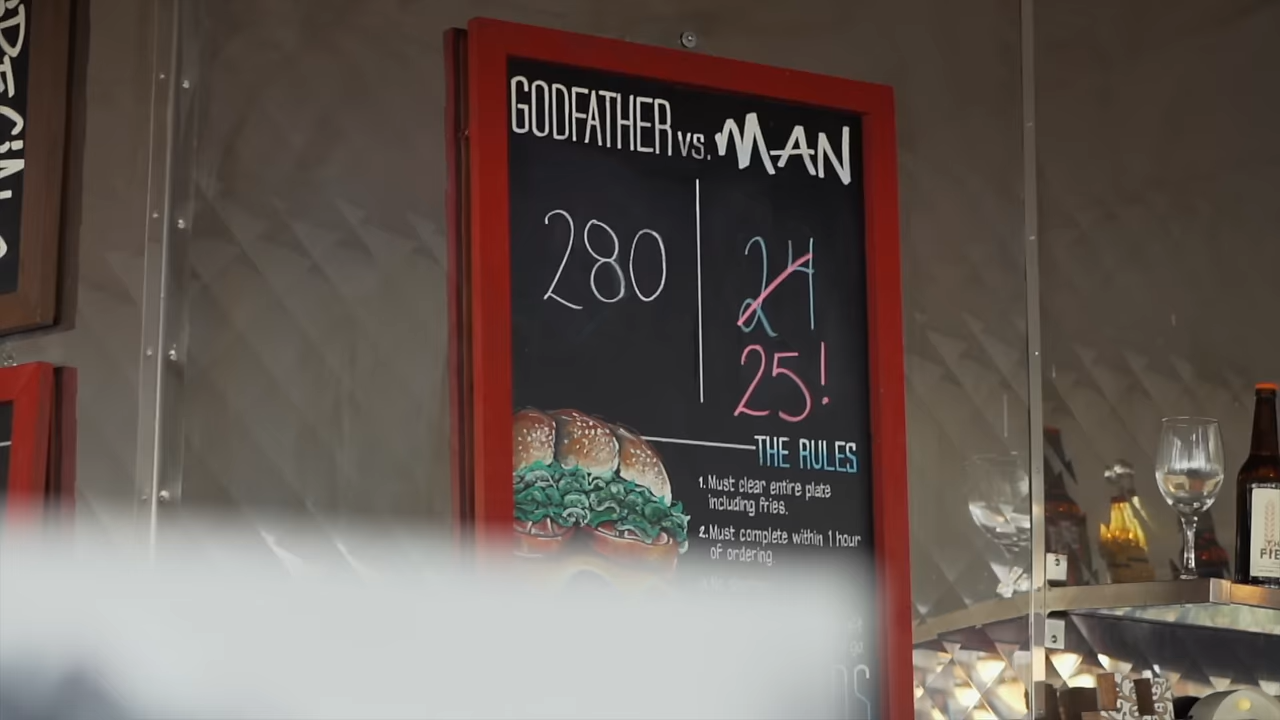 GODFATHER vs. MAN
280
24
25!
THE RULES
1. Must clear entire plate
including fries.
2. Must complete within 1 hour
of ordering.